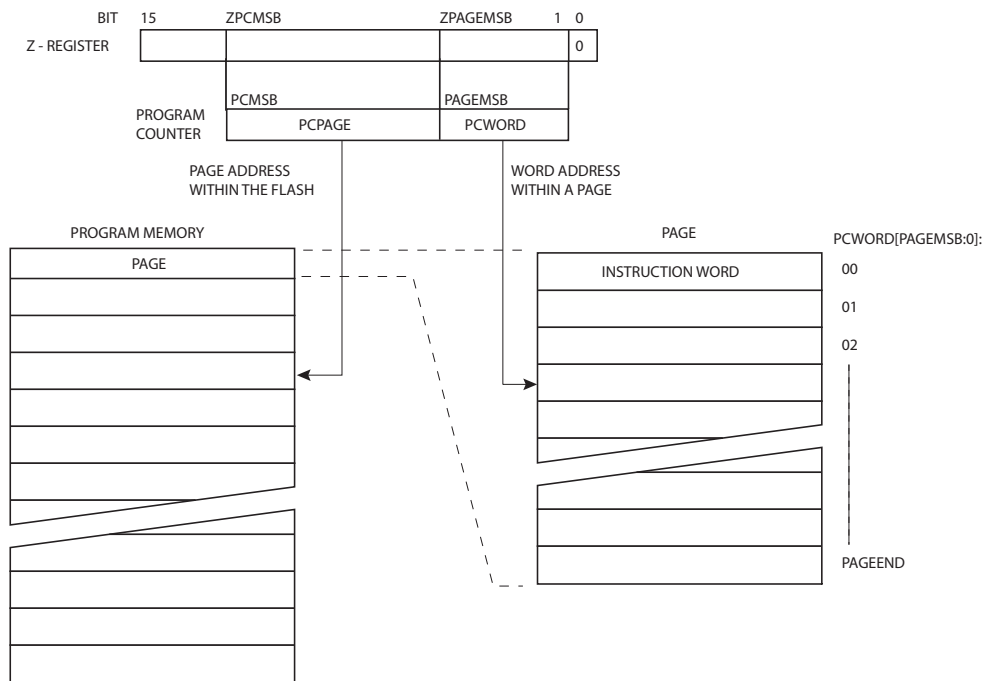 BIT 15 ZPCMSB ZPAGEMSB 1 0
Z - REGISTER 0
PCMSB PAGEMSB
PROGRAM
COUNTER
PCPAGE PCWORD
PAGE ADDRESS
WITHIN THE FLASH
WORD ADDRESS
WITHIN A PAGE
PROGRAM MEMORY PAGE PCWORD[PAGEMSB:0]:
PAGE INSTRUCTION WORD 00
01
02
PAGEEND